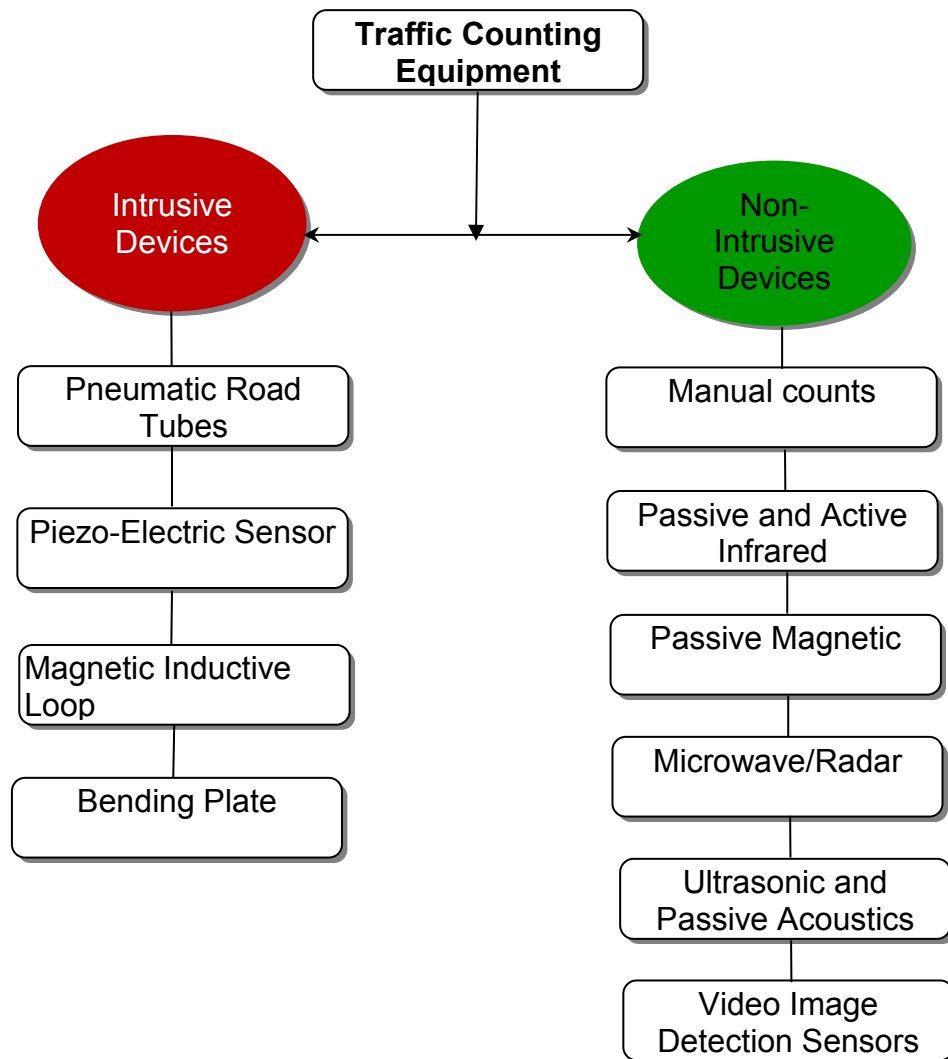 Traffic Counting
Equipment
Intrusive
Devices
Non-
Intrusive
Devices
Pneumatic Road
Tubes
Piezo-Electric Sensor
Magnetic Inductive
Loop
Bending Plate
Manual counts
Passive and Active
Infrared
Passive Magnetic
Microwave/Radar
Ultrasonic and
Passive Acoustics
Video Image
Detection Sensors